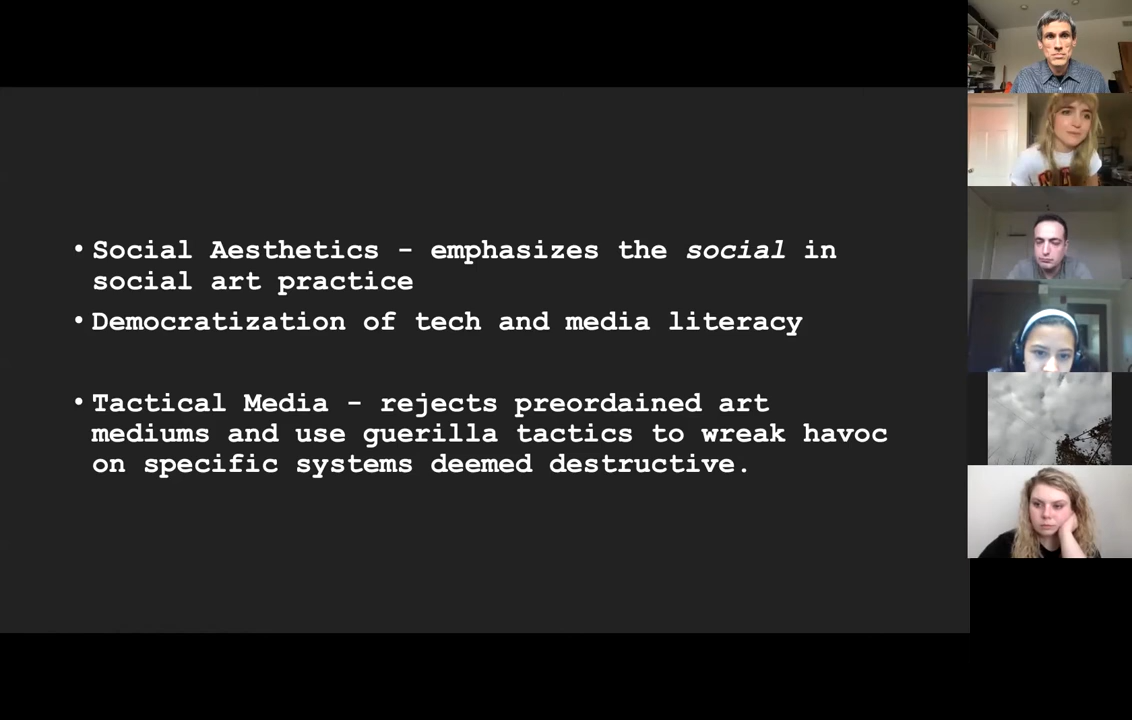 • Social Aesthetics – emphasizes the social in
social art practice
• Democratization of tech and media literacy
• Tactical Media – rejects preordained art
mediums and use guerilla tactics to wreak havoc
on specific systems deemed destructive.